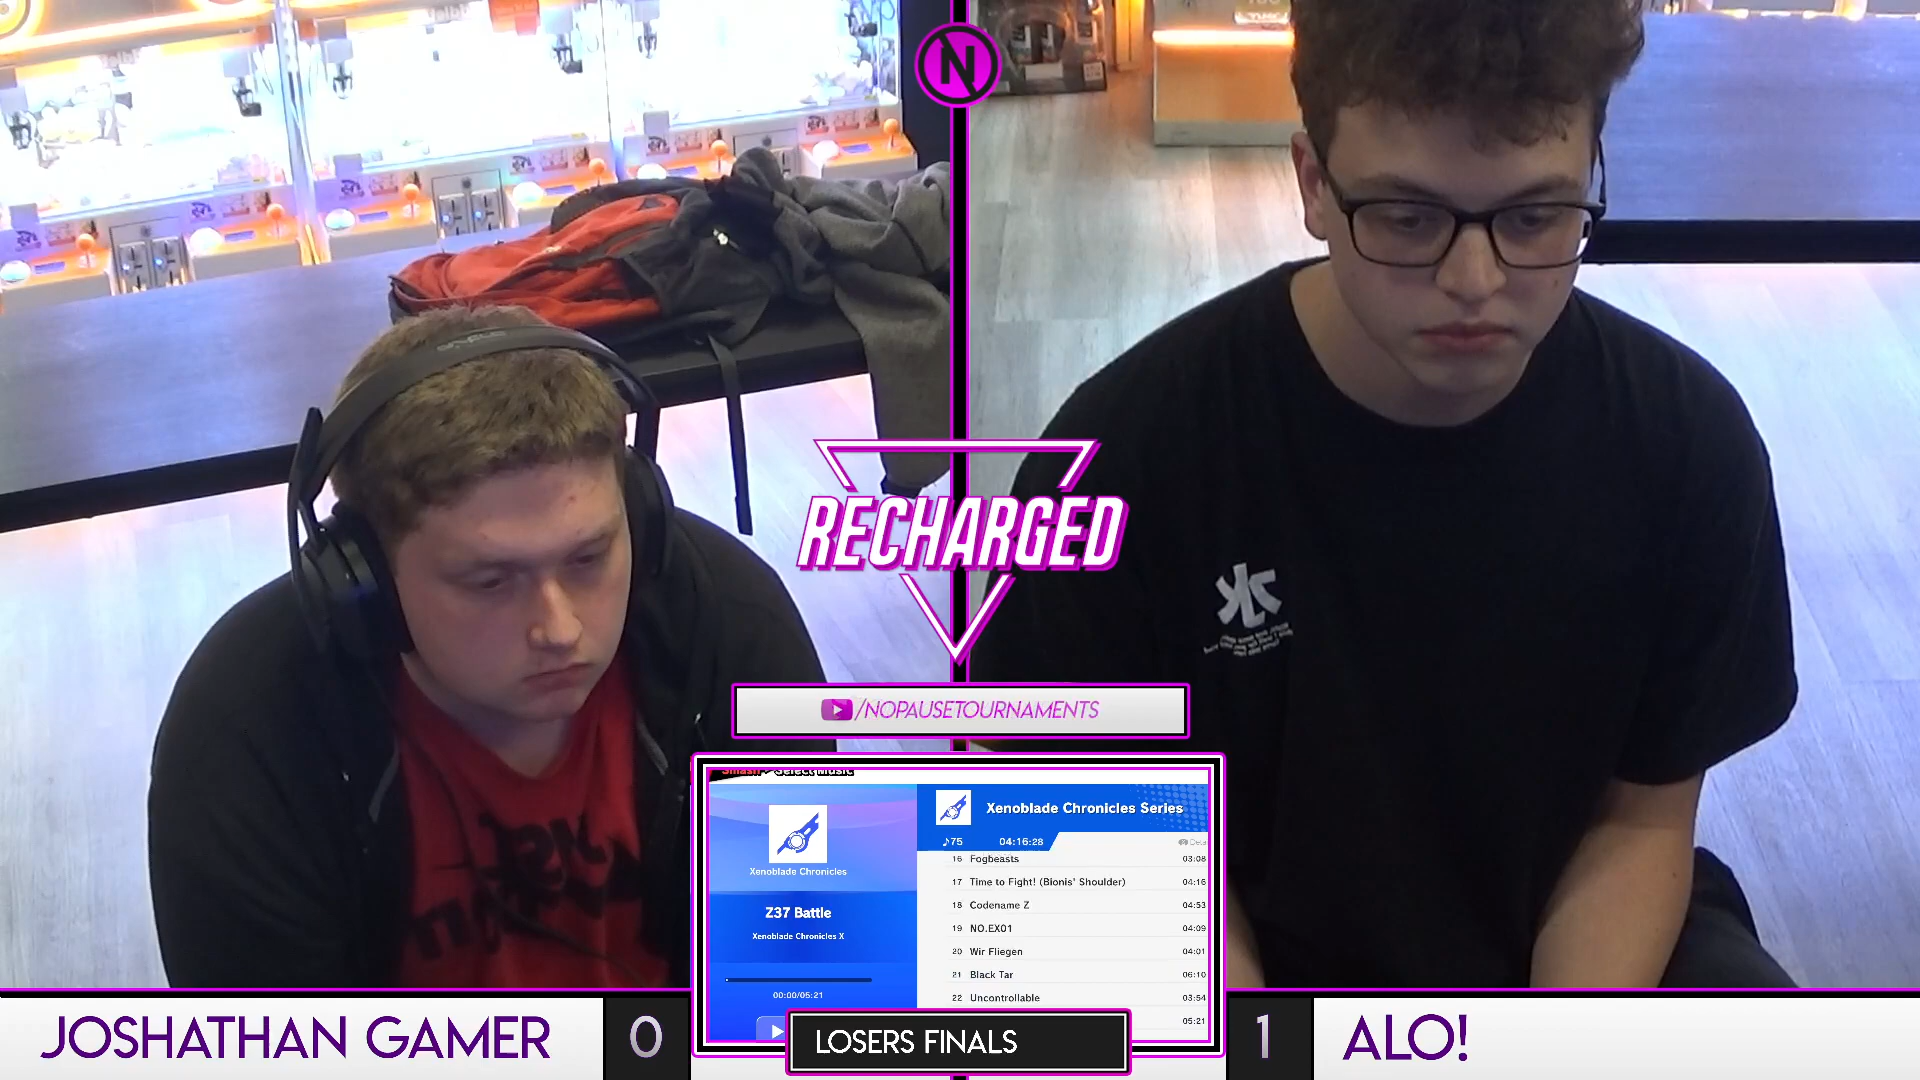 N
RECHARGED
/NOPAUSETOURNAMENTS
Smash > Select Music
Xenoblade Chronicles Series
♪75 04:16:28
16 Fogbeasts 03:08
17 Time to Fight! (Bionis' Shoulder) 04:16
18 Codename Z 04:53
19 NO.EX01 04:09
20 Wir Fliegen 04:01
21 Black Tar 06:10
22 Uncontrollable 03:54
05:21
Xenoblade Chronicles
Z37 Battle
Xenoblade Chronicles X
00:00/05:21
JOSHATHAN GAMER
0
LOSERS FINALS
1
ALO!